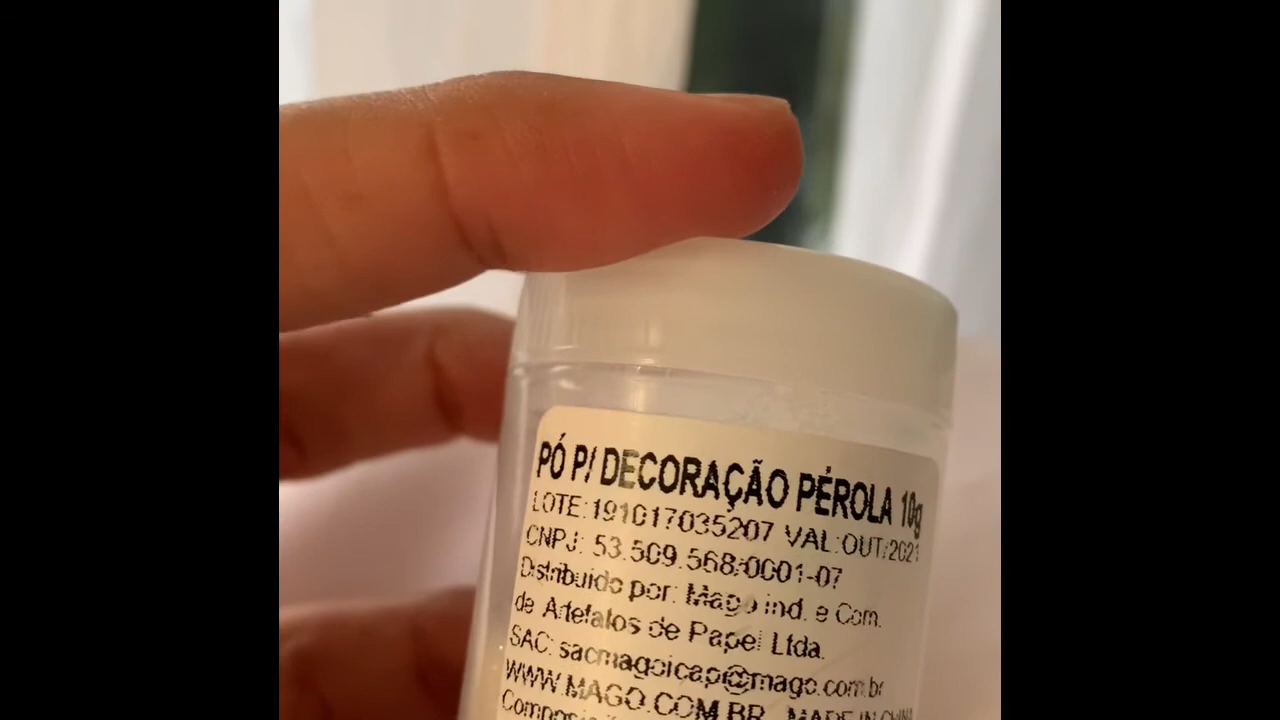 PÓ P/ DECORAÇÃO PÉROLA 10g
LOTE:191017035207 VAL:OUT/2021
CNPJ: 53.509.568/0001-07
Distribuido por: Mago ind. e Com.
de Artefatos de Papel Ltda.
SAC: sacmagoicap@mago.com.br
WWW.MAGO.COM.BR - MADE IN CHINA